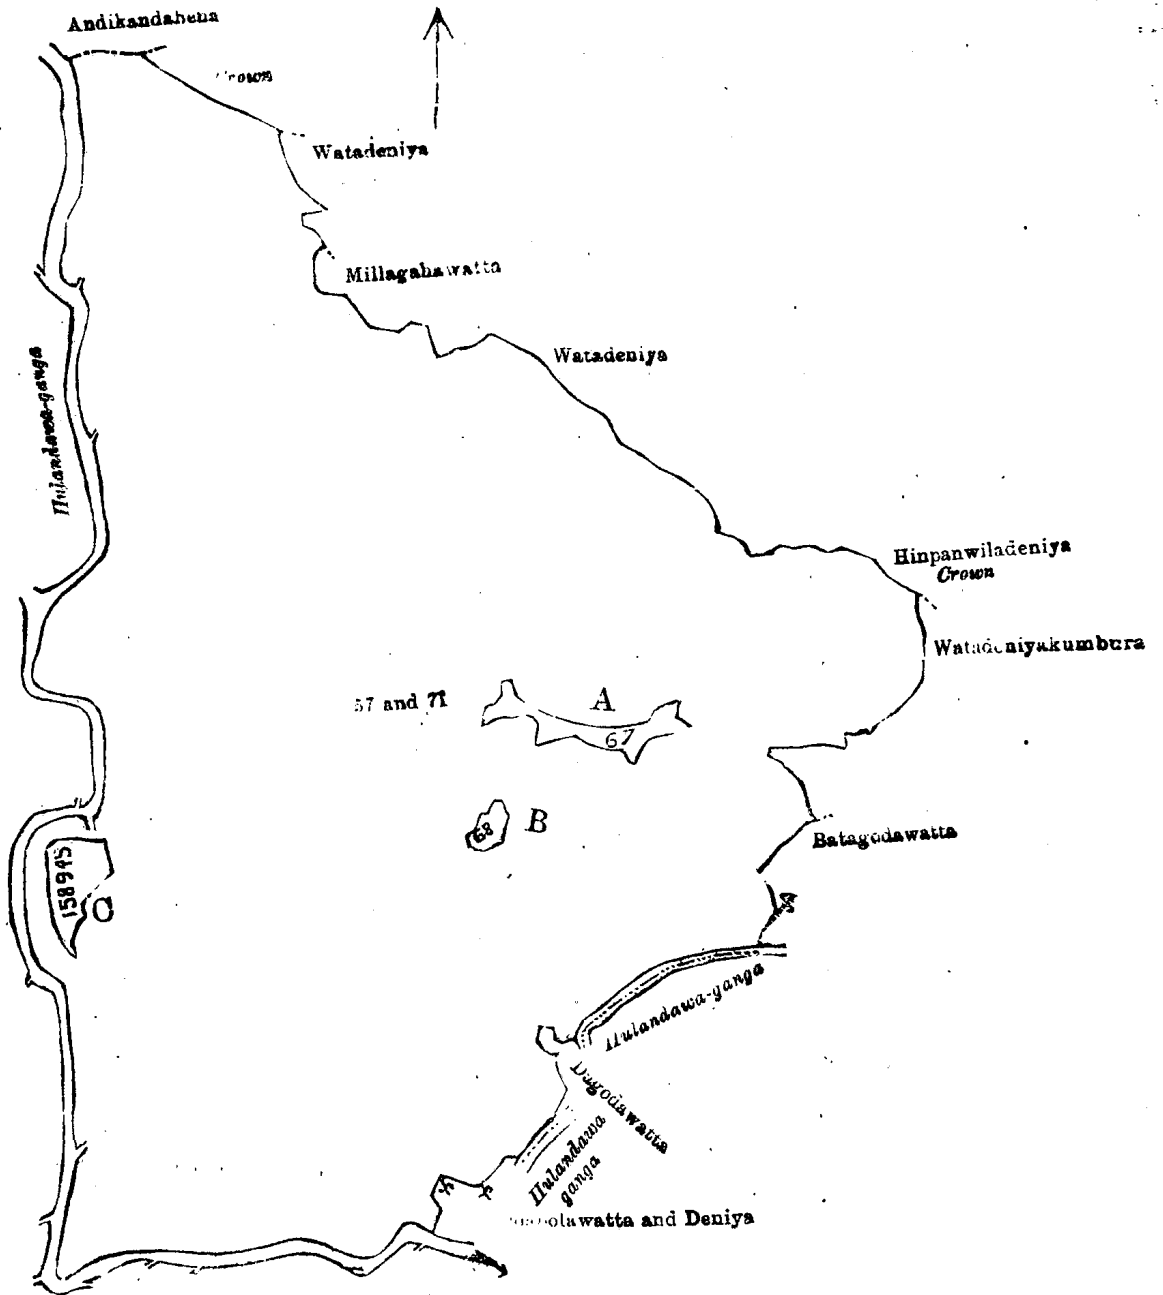 Andikandahena
Crown
Watadeniya
Millagahawatta
Watadeniya
Hulandawa-ganga
Hinpanwiladeniya
Crown
Watadeniyakumbura
57 and 71
A
67
B
68
Batagodawatta
158945
C
Hulandawa-ganga
Dagodawatta
Hulandawa
ganga
and Deniya